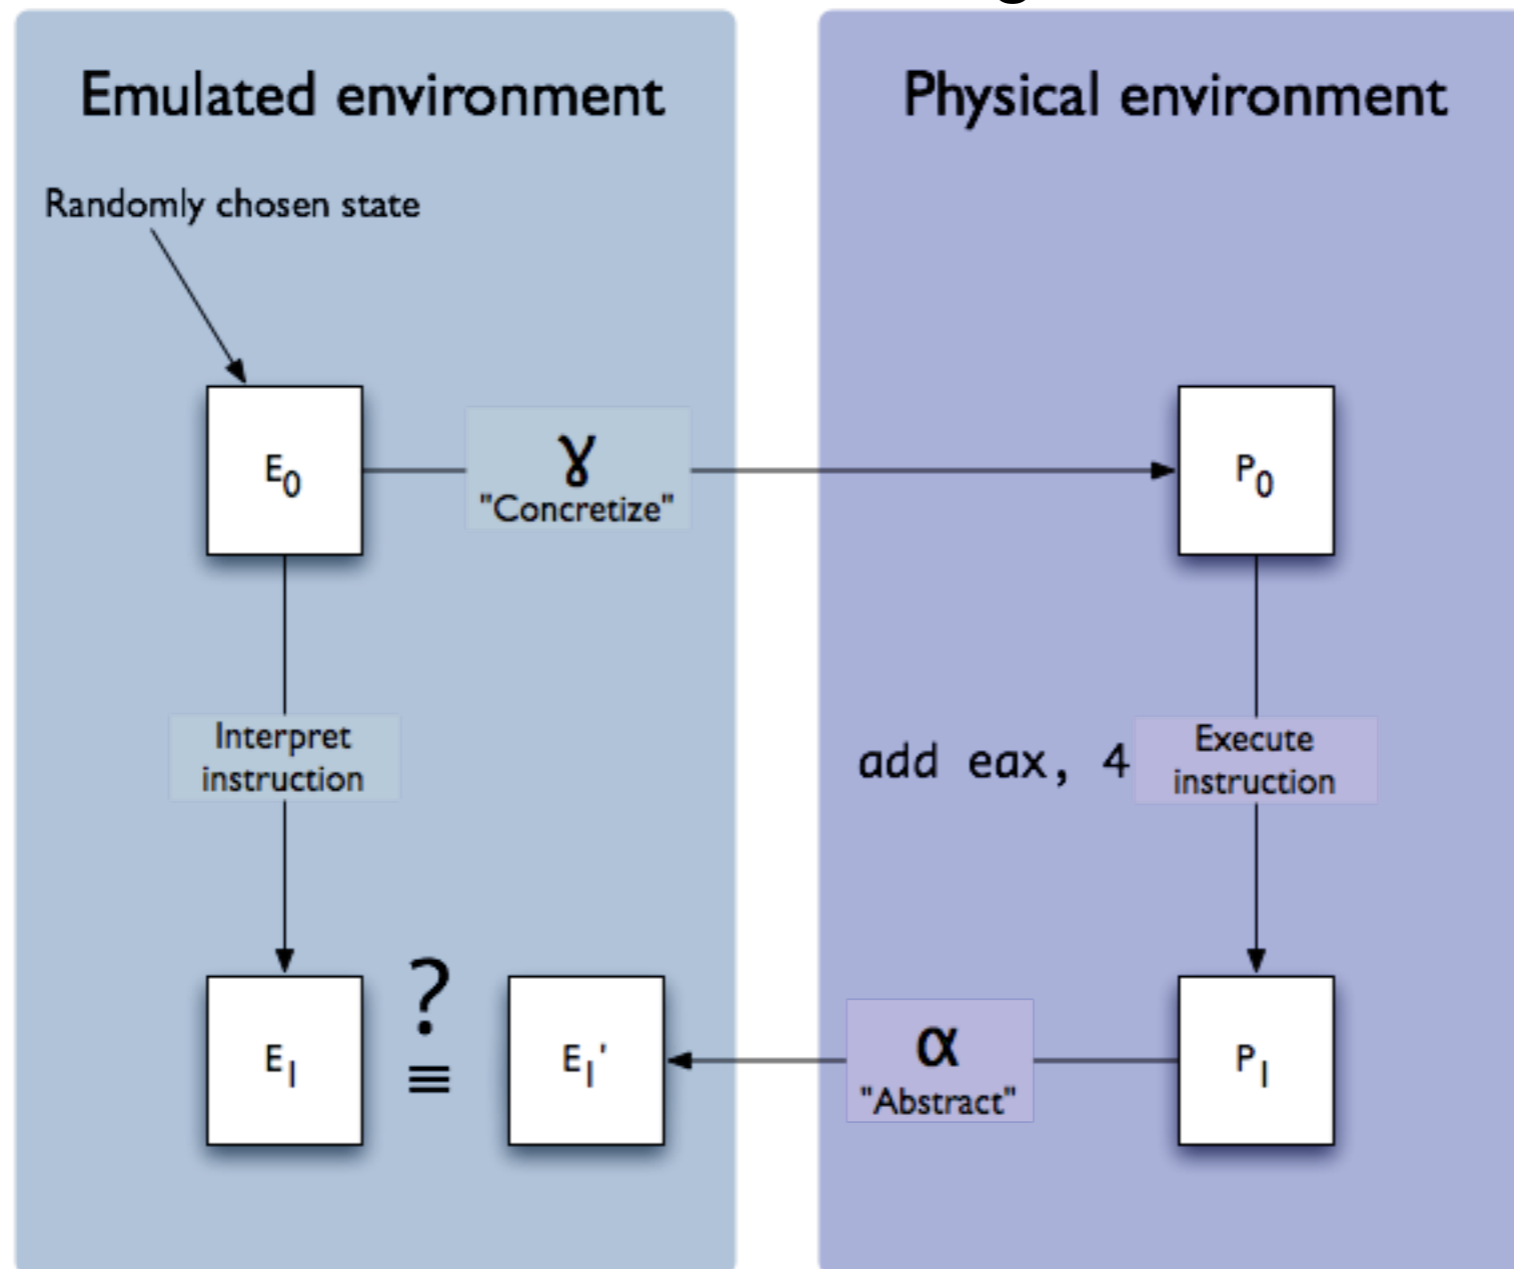 Emulated environment
Physical environment
Randomly chosen state
E₀
γ
"Concretize"
P₀
Interpret
instruction
add eax, 4
Execute
instruction
?
≡
E₁
E₁'
α
"Abstract"
P₁